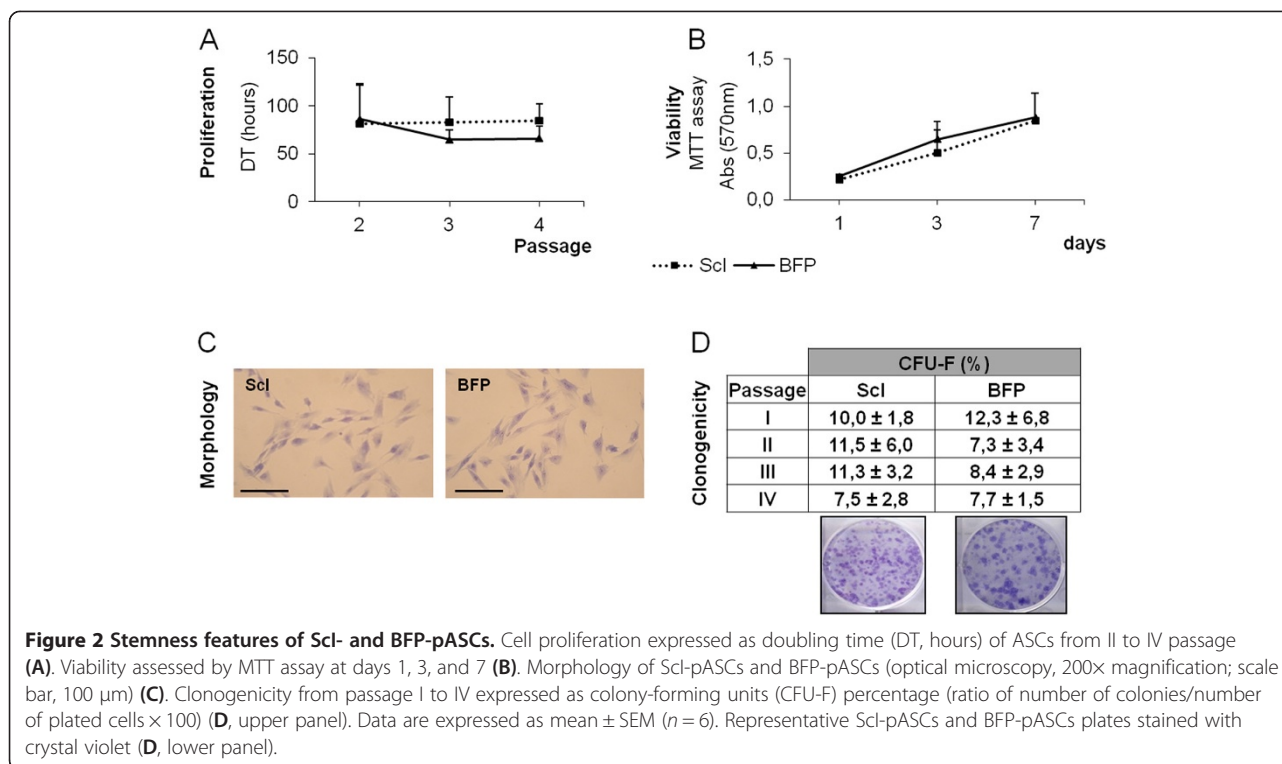 A
Proliferation
DT (hours)
150
100
50
0
2 3 4
Passage
B
Viability
MTT assay
Abs (570nm)
1,5
1,0
0,5
0,0
1 3 7
days
ScI BFP
C
Morphology
ScI BFP
D
Clonogenicity
CFU-F (%)
Passage ScI BFP
I 10,0 ± 1,8 12,3 ± 6,8
II 11,5 ± 6,0 7,3 ± 3,4
III 11,3 ± 3,2 8,4 ± 2,9
IV 7,5 ± 2,8 7,7 ± 1,5
Figure 2 Stemness features of ScI- and BFP-pASCs. Cell proliferation expressed as doubling time (DT, hours) of ASCs from II to IV passage
(A). Viability assessed by MTT assay at days 1, 3, and 7 (B). Morphology of ScI-pASCs and BFP-pASCs (optical microscopy, 200× magnification; scale
bar, 100 μm) (C). Clonogenicity from passage I to IV expressed as colony-forming units (CFU-F) percentage (ratio of number of colonies/number
of plated cells × 100) (D, upper panel). Data are expressed as mean ± SEM (n = 6). Representative ScI-pASCs and BFP-pASCs plates stained with
crystal violet (D, lower panel).